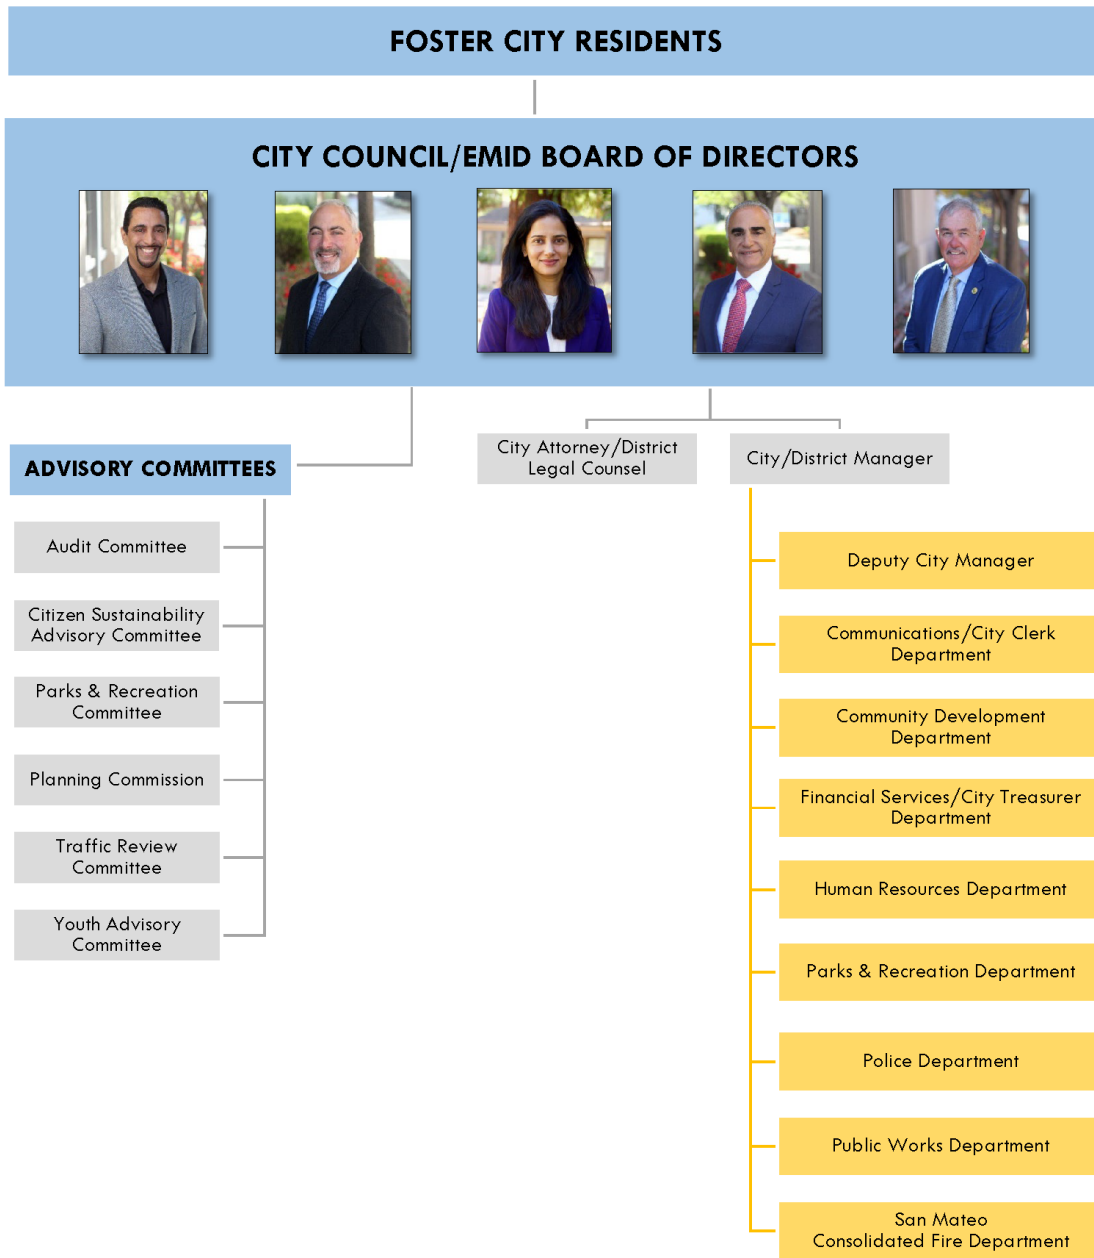 FOSTER CITY RESIDENTS
CITY COUNCIL/EMID BOARD OF DIRECTORS
ADVISORY COMMITTEES
Audit Committee
Citizen Sustainability
Advisory Committee
Parks & Recreation
Committee
Planning Commission
Traffic Review
Committee
Youth Advisory
Committee
City Attorney/District
Legal Counsel
City/District Manager
Deputy City Manager
Communications/City Clerk
Department
Community Development
Department
Financial Services/City Treasurer
Department
Human Resources Department
Parks & Recreation Department
Police Department
Public Works Department
San Mateo
Consolidated Fire Department